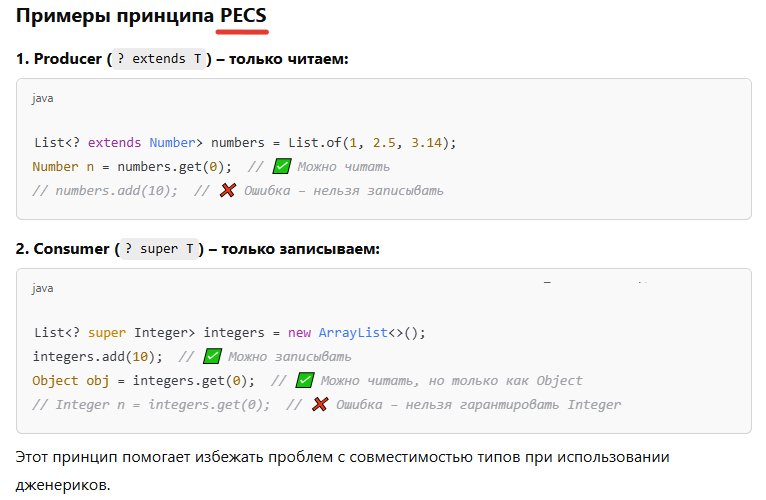 Примеры принципа PECS
1. Producer (? extends T) – только читаем:
java
List<? extends Number> numbers = List.of(1, 2.5, 3.14);
Number n = numbers.get(0);  // ✅ Можно читать
// numbers.add(10);  // ❌ Ошибка – нельзя записывать
2. Consumer (? super T) – только записываем:
java
List<? super Integer> integers = new ArrayList<>();
integers.add(10);  // ✅ Можно записывать
Object obj = integers.get(0);  // ✅ Можно читать, но только как Object
// Integer n = integers.get(0);  // ❌ Ошибка – нельзя гарантировать Integer
Этот принцип помогает избежать проблем с совместимостью типов при использовании
дженериков.